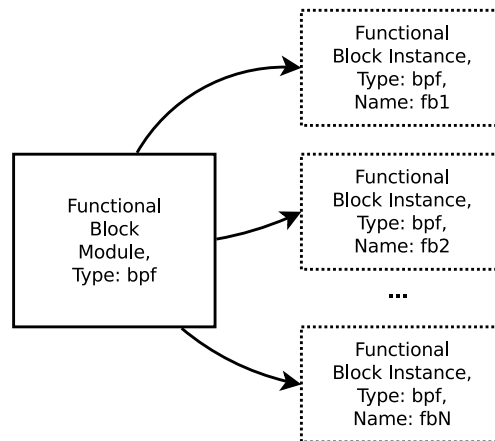 Functional
Block Instance,
Type: bpf,
Name: fb1
Functional
Block
Module,
Type: bpf
Functional
Block Instance,
Type: bpf,
Name: fb2
...
Functional
Block Instance,
Type: bpf,
Name: fbN